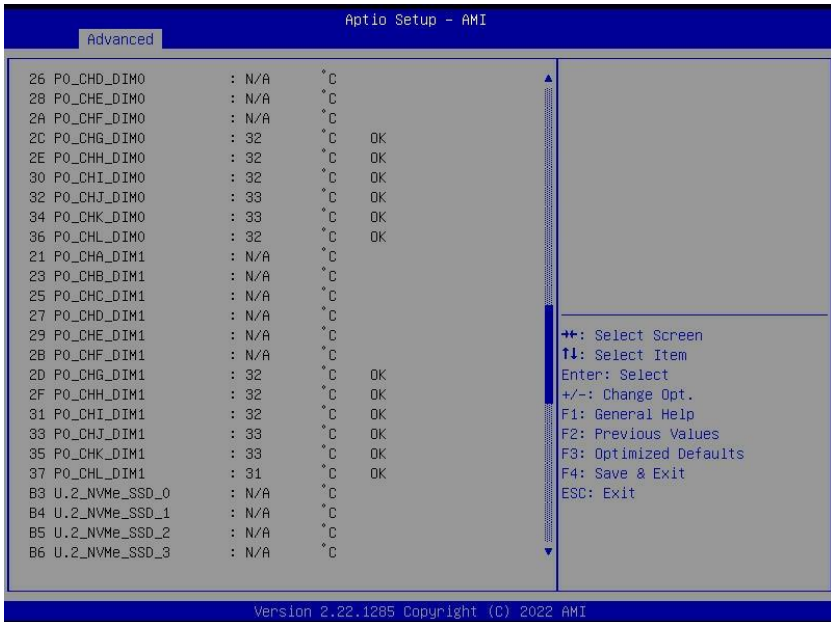 Aptio Setup - AMI
Advanced
26 P0_CHD_DIM0 : N/A °C
28 P0_CHE_DIM0 : N/A °C
2A P0_CHF_DIM0 : N/A °C
2C P0_CHG_DIM0 : 32 °C OK
2E P0_CHH_DIM0 : 32 °C OK
30 P0_CHI_DIM0 : 32 °C OK
32 P0_CHJ_DIM0 : 33 °C OK
34 P0_CHK_DIM0 : 33 °C OK
36 P0_CHL_DIM0 : 32 °C OK
21 P0_CHA_DIM1 : N/A °C
23 P0_CHB_DIM1 : N/A °C
25 P0_CHC_DIM1 : N/A °C
27 P0_CHD_DIM1 : N/A °C
29 P0_CHE_DIM1 : N/A °C
2B P0_CHF_DIM1 : N/A °C
2D P0_CHG_DIM1 : 32 °C OK
2F P0_CHH_DIM1 : 32 °C OK
31 P0_CHI_DIM1 : 32 °C OK
33 P0_CHJ_DIM1 : 33 °C OK
35 P0_CHK_DIM1 : 33 °C OK
37 P0_CHL_DIM1 : 31 °C OK
B3 U.2_NVMe_SSD_0 : N/A °C
B4 U.2_NVMe_SSD_1 : N/A °C
B5 U.2_NVMe_SSD_2 : N/A °C
B6 U.2_NVMe_SSD_3 : N/A °C
→←: Select Screen
↑↓: Select Item
Enter: Select
+/-: Change Opt.
F1: General Help
F2: Previous Values
F3: Optimized Defaults
F4: Save & Exit
ESC: Exit
Version 2.22.1285 Copyright (C) 2022 AMI